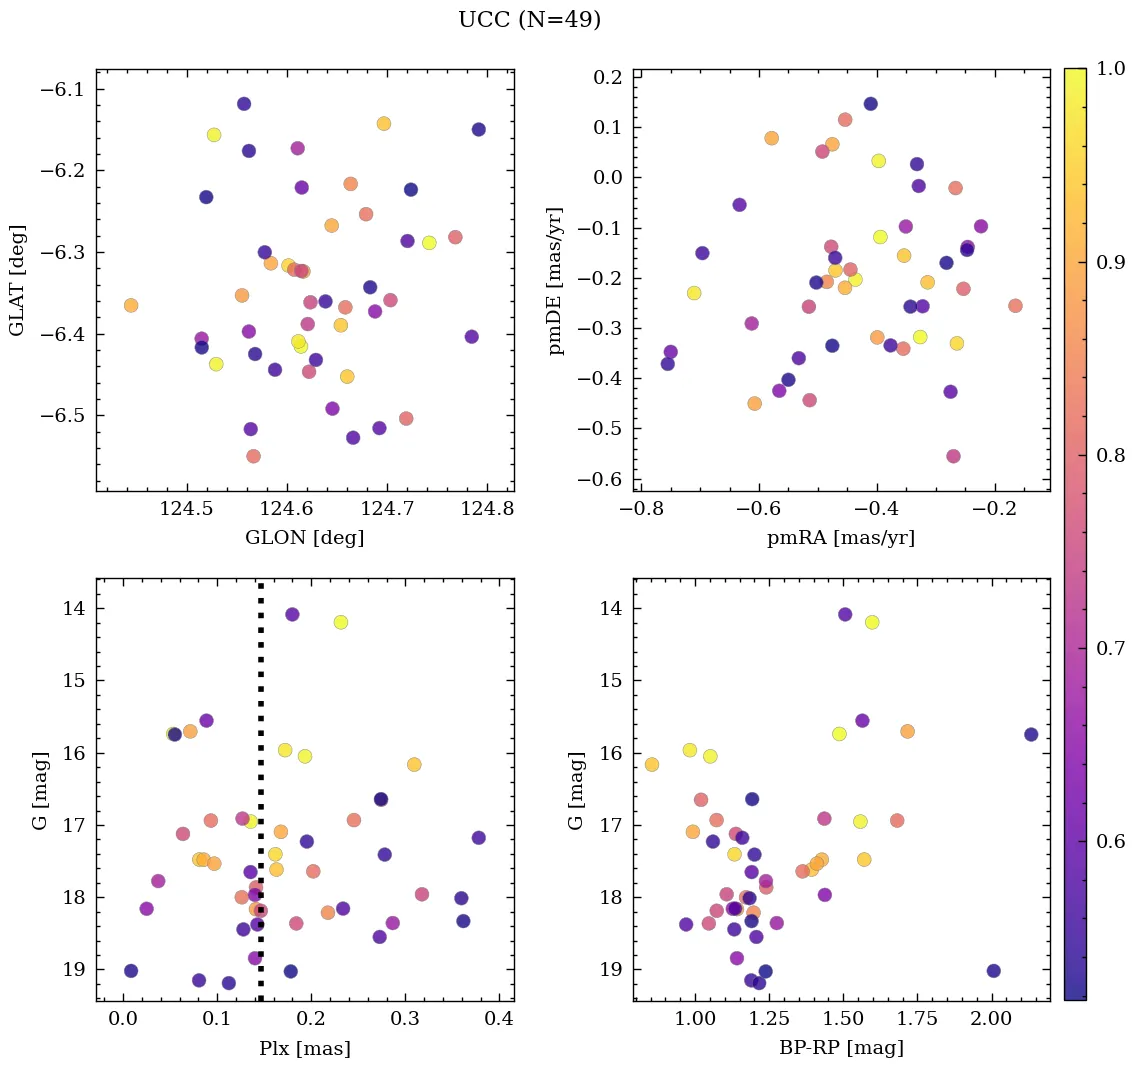 UCC (N=49)
−6.1
−6.2
−6.3
−6.4
−6.5
GLAT [deg]
124.5 124.6 124.7 124.8
GLON [deg]
0.2
0.1
0.0
−0.1
−0.2
−0.3
−0.4
−0.5
−0.6
pmDE [mas/yr]
−0.8 −0.6 −0.4 −0.2
pmRA [mas/yr]
14
15
16
17
18
19
G [mag]
0.0 0.1 0.2 0.3 0.4
Plx [mas]
14
15
16
17
18
19
G [mag]
1.00 1.25 1.50 1.75 2.00
BP-RP [mag]
1.0
0.9
0.8
0.7
0.6